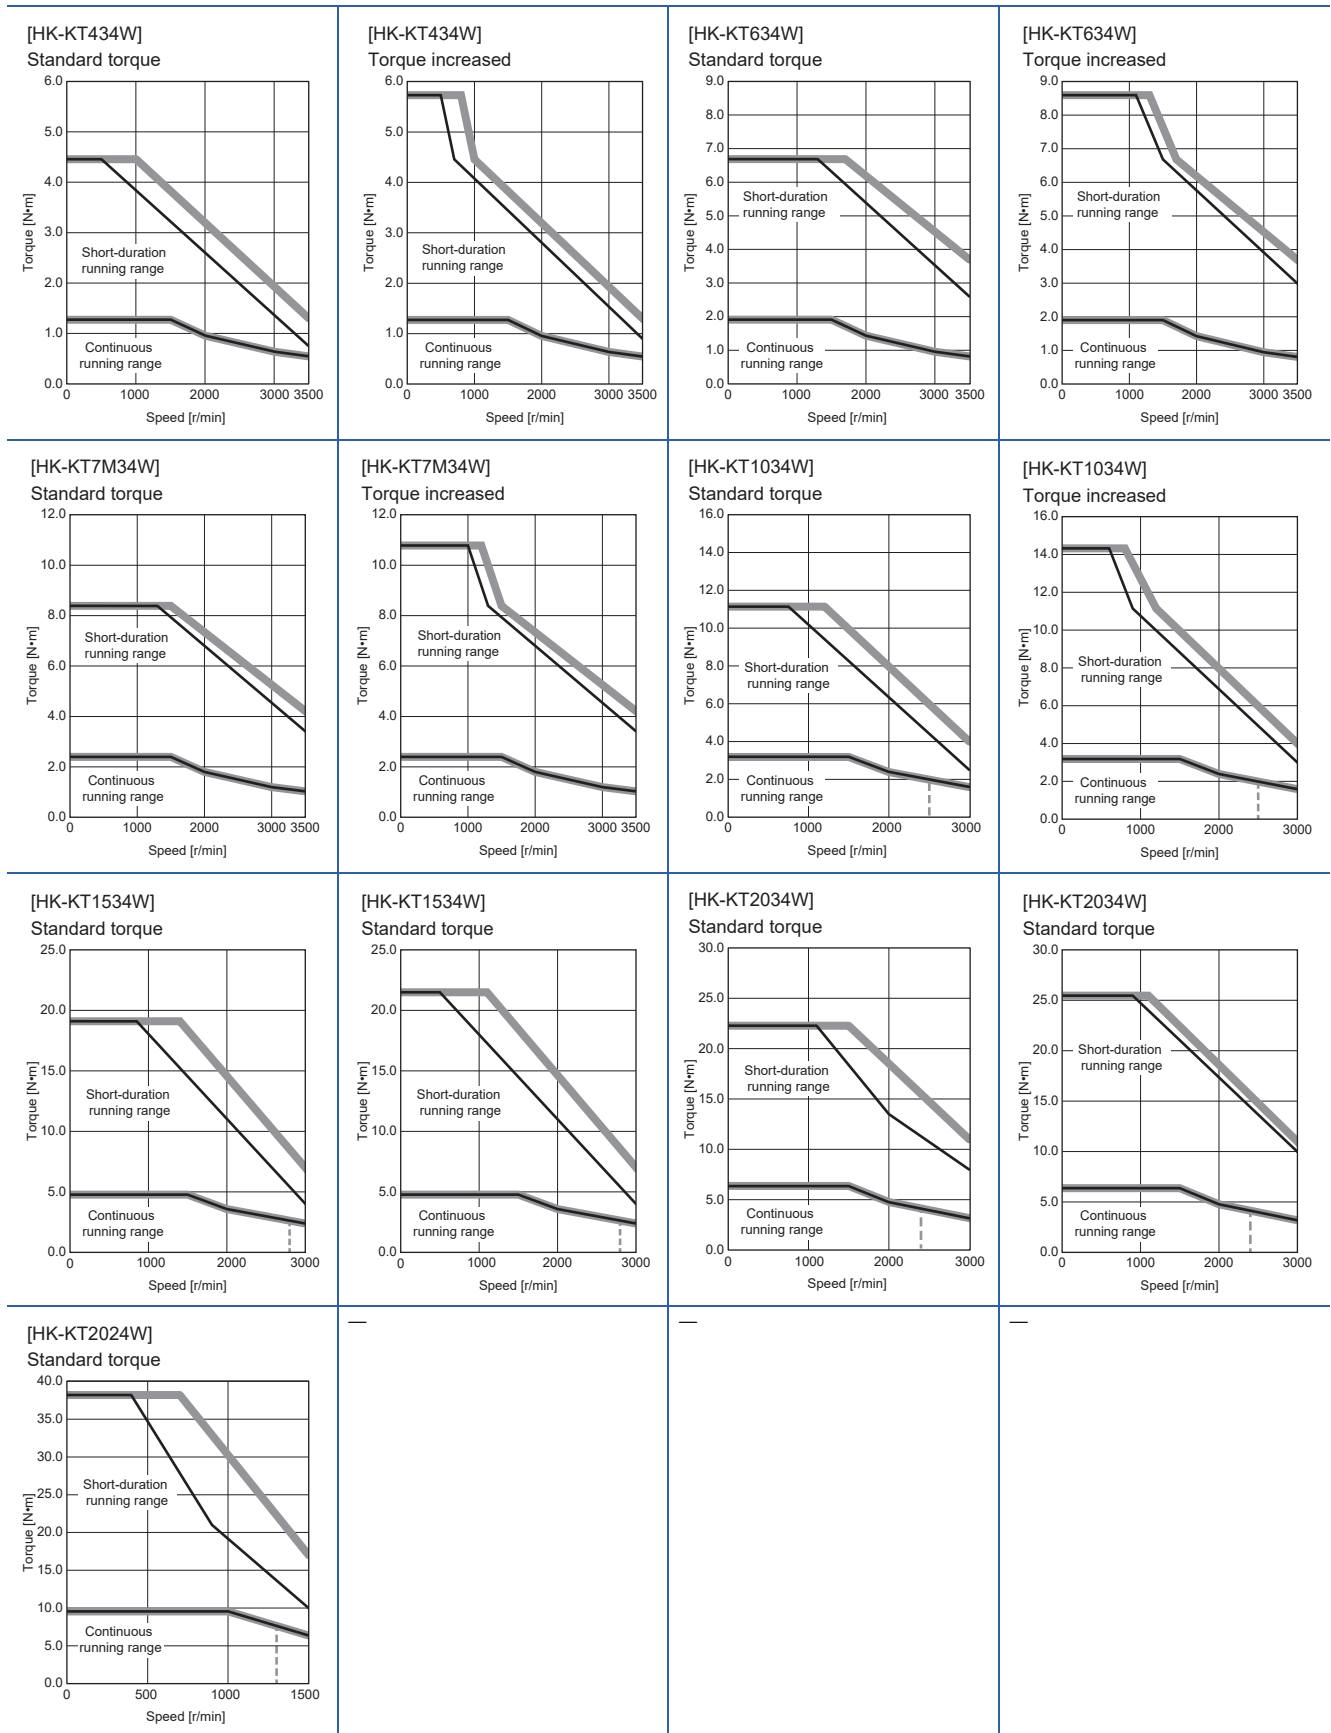 [HK-KT434W]
Standard torque
6.0
5.0
4.0
3.0
2.0
1.0
0.0
Torque [N•m]
Short-duration
running range
Continuous
running range
0 1000 2000 3000 3500
Speed [r/min]
[HK-KT434W]
Torque increased
6.0
5.0
4.0
3.0
2.0
1.0
0.0
Torque [N•m]
Short-duration
running range
Continuous
running range
0 1000 2000 3000 3500
Speed [r/min]
[HK-KT634W]
Standard torque
9.0
8.0
7.0
6.0
5.0
4.0
3.0
2.0
1.0
0.0
Torque [N•m]
Short-duration
running range
Continuous
running range
0 1000 2000 3000 3500
Speed [r/min]
[HK-KT634W]
Torque increased
9.0
8.0
7.0
6.0
5.0
4.0
3.0
2.0
1.0
0.0
Torque [N•m]
Short-duration
running range
Continuous
running range
0 1000 2000 3000 3500
Speed [r/min]
[HK-KT7M34W]
Standard torque
12.0
10.0
8.0
6.0
4.0
2.0
0.0
Torque [N•m]
Short-duration
running range
Continuous
running range
0 1000 2000 3000 3500
Speed [r/min]
[HK-KT7M34W]
Torque increased
12.0
10.0
8.0
6.0
4.0
2.0
0.0
Torque [N•m]
Short-duration
running range
Continuous
running range
0 1000 2000 3000 3500
Speed [r/min]
[HK-KT1034W]
Standard torque
16.0
14.0
12.0
10.0
8.0
6.0
4.0
2.0
0.0
Torque [N•m]
Short-duration
running range
Continuous
running range
0 1000 2000 3000
Speed [r/min]
[HK-KT1034W]
Torque increased
16.0
14.0
12.0
10.0
8.0
6.0
4.0
2.0
0.0
Torque [N•m]
Short-duration
running range
Continuous
running range
0 1000 2000 3000
Speed [r/min]
[HK-KT1534W]
Standard torque
25.0
20.0
15.0
10.0
5.0
0.0
Torque [N•m]
Short-duration
running range
Continuous
running range
0 1000 2000 3000
Speed [r/min]
[HK-KT1534W]
Standard torque
25.0
20.0
15.0
10.0
5.0
0.0
Torque [N•m]
Short-duration
running range
Continuous
running range
0 1000 2000 3000
Speed [r/min]
[HK-KT2034W]
Standard torque
30.0
25.0
20.0
15.0
10.0
5.0
0.0
Torque [N•m]
Short-duration
running range
Continuous
running range
0 1000 2000 3000
Speed [r/min]
[HK-KT2034W]
Standard torque
30.0
25.0
20.0
15.0
10.0
5.0
0.0
Torque [N•m]
Short-duration
running range
Continuous
running range
0 1000 2000 3000
Speed [r/min]
[HK-KT2024W]
Standard torque
40.0
35.0
30.0
25.0
20.0
15.0
10.0
5.0
0.0
Torque [N•m]
Short-duration
running range
Continuous
running range
0 500 1000 1500
Speed [r/min]
—
—
—